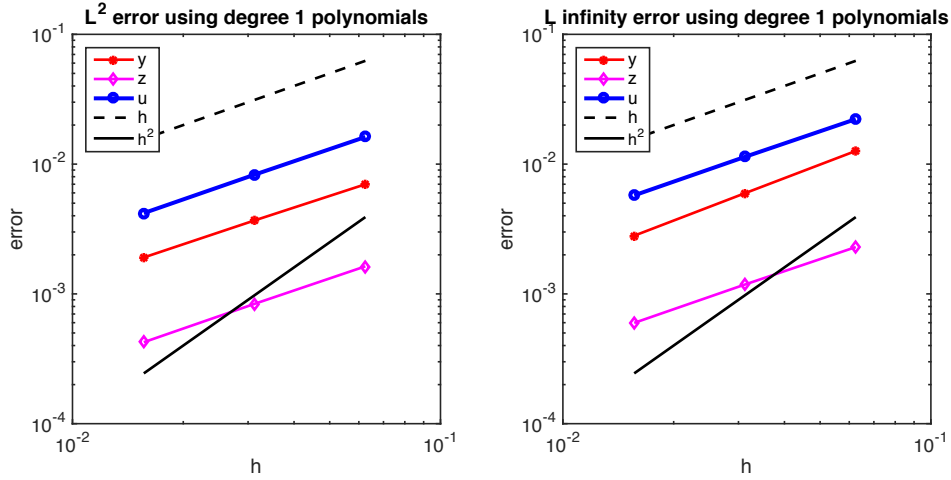 L² error using degree 1 polynomials
10⁻¹
y
z
u
h
h²
10⁻²
error
10⁻³
10⁻⁴
10⁻² 10⁻¹
h
L infinity error using degree 1 polynomials
10⁻¹
y
z
u
h
h²
10⁻²
error
10⁻³
10⁻⁴
10⁻² 10⁻¹
h